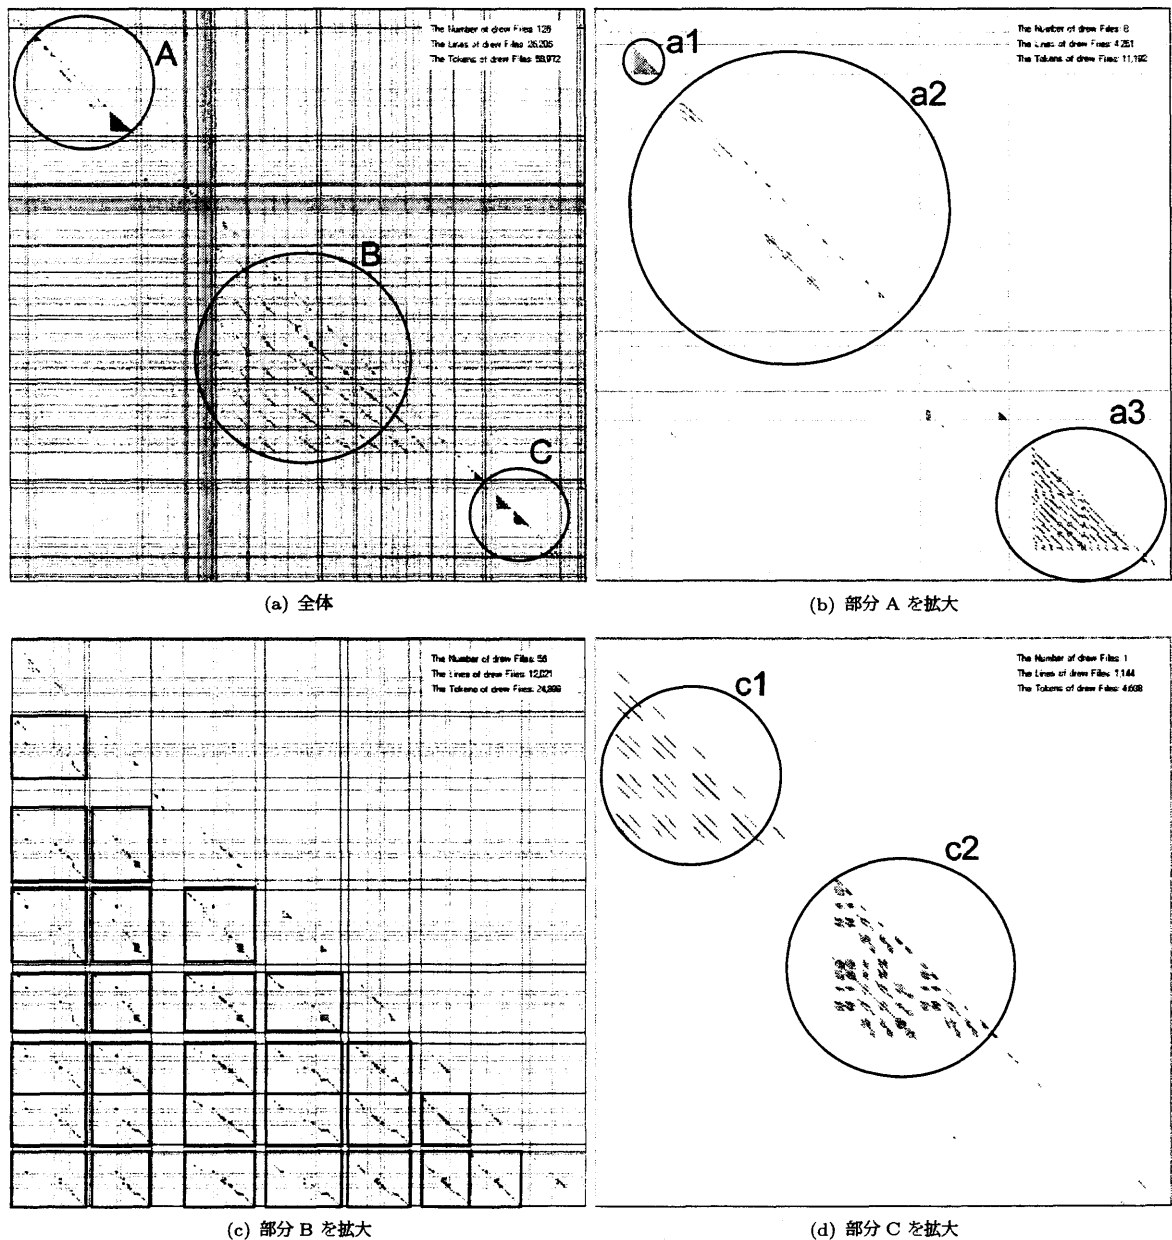 A
The Number of drew Files: 128
The Lines of drew Files: 26,205
The Tokens of drew Files: 59,972
B
C
(a) 全体
a1
The Number of drew Files: 8
The Lines of drew Files: 4,251
The Tokens of drew Files: 11,192
a2
a3
(b) 部分 A を拡大
The Number of drew Files: 56
The Lines of drew Files: 12,021
The Tokens of drew Files: 24,899
(c) 部分 B を拡大
The Number of drew Files: 1
The Lines of drew Files: 1,144
The Tokens of drew Files:
c1
c2
(d) 部分 C を拡大